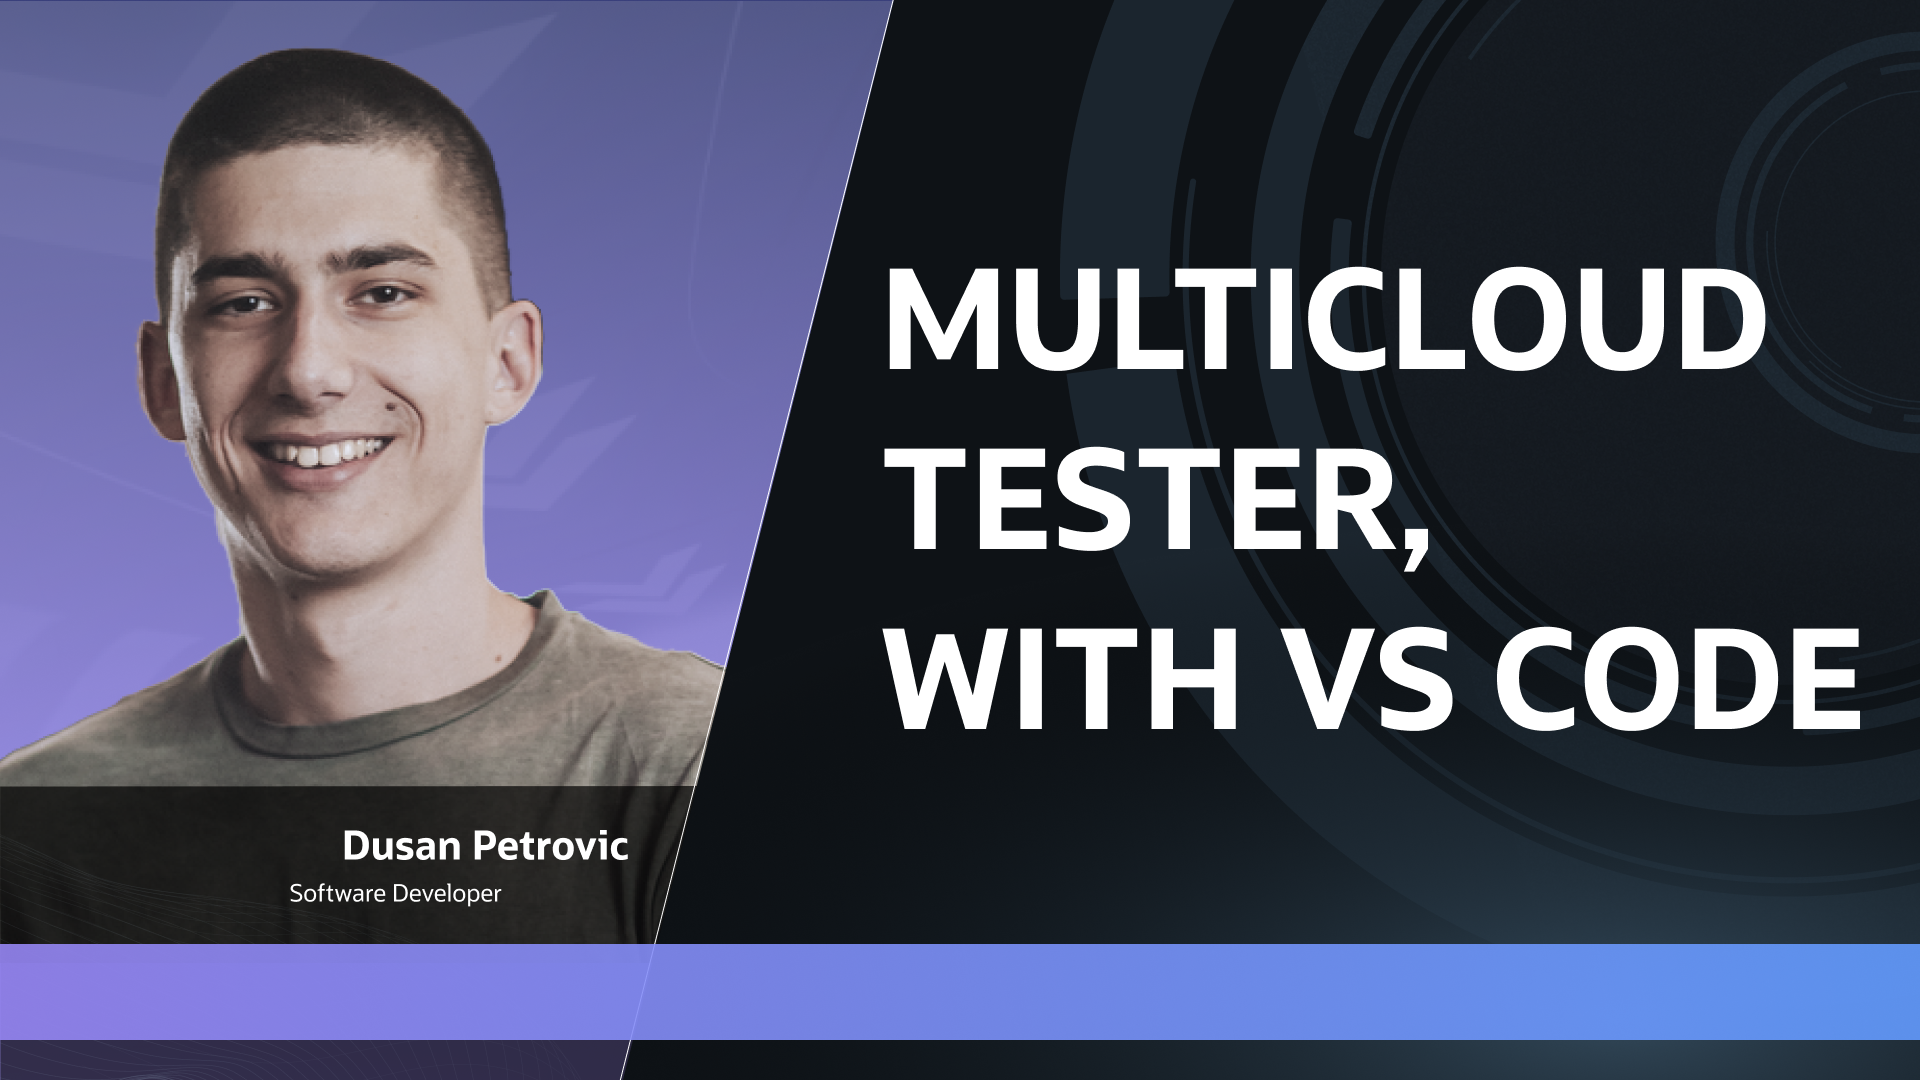 MULTICLOUD
TESTER,
WITH VS CODE
Dusan Petrovic
Software Developer